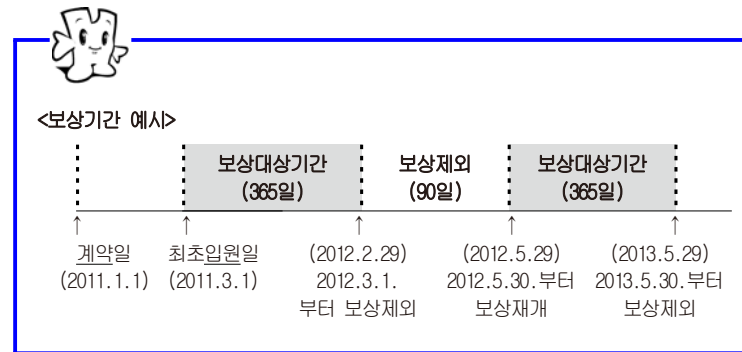 <보상기간 예시>
보상대상기간 보상제외 보상대상기간
(365일) (90일) (365일)
↑ ↑ ↑ ↑ ↑
계약일 최초입원일 (2012.2.29) (2012.5.29) (2013.5.29)
(2011.1.1) (2011.3.1) 2012.3.1. 2012.5.30.부터 2013.5.30.부터
부터 보상제외 보상재개 보상제외